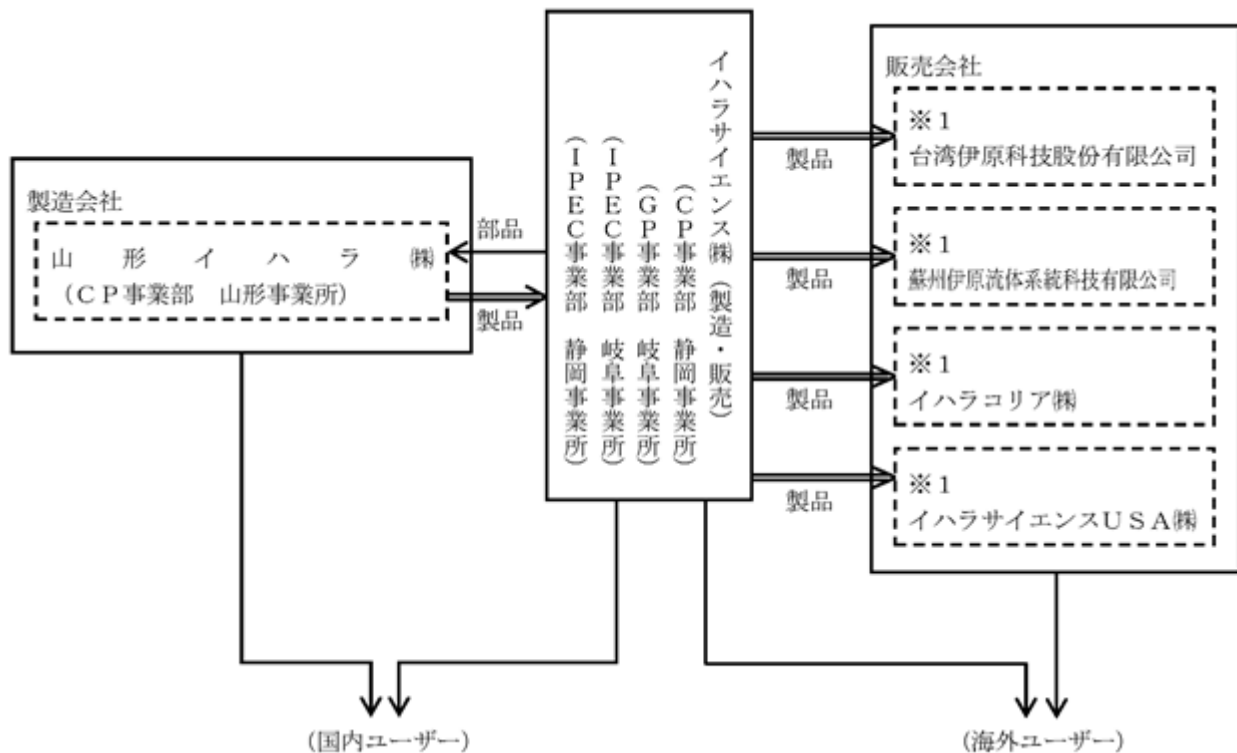 製造会社
山形イハラ㈱
（ＣＰ事業部　山形事業所）
部品
製品
イハラサイエンス㈱（製造・販売）
（ＣＰ事業部　静岡事業所）
（ＧＰ事業部　岐阜事業所）
（ＩＰＥＣ事業部　岐阜事業所）
（ＩＰＥＣ事業部　静岡事業所）
製品
製品
製品
製品
販売会社
※１
台湾伊原科技股份有限公司
※１
蘇州伊原流体系統科技有限公司
※１
イハラコリア㈱
※１
イハラサイエンスＵＳＡ㈱
（国内ユーザー）
（海外ユーザー）